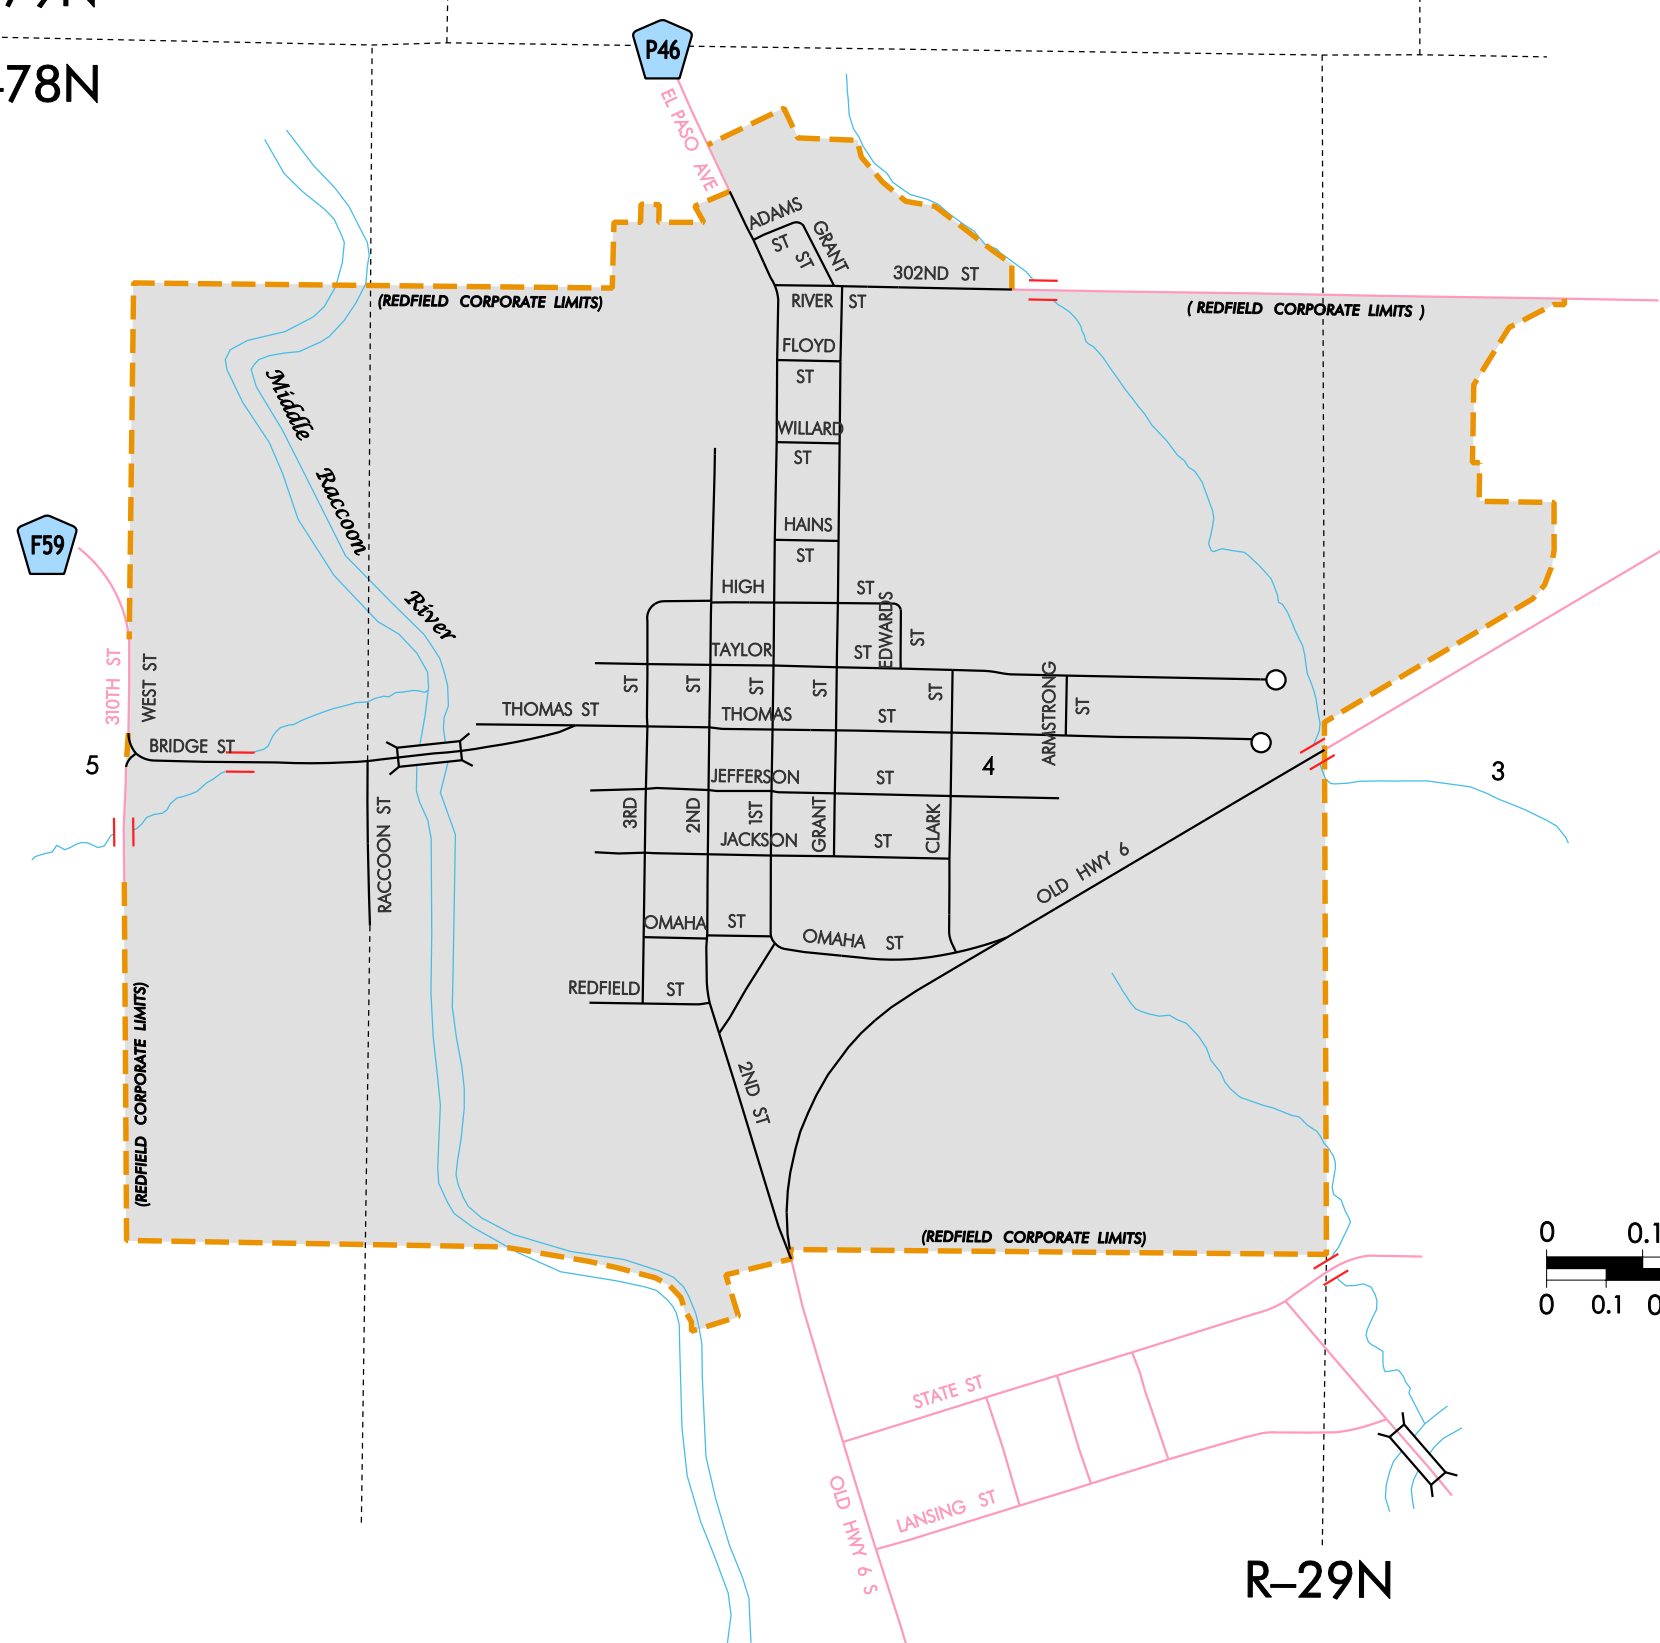 -78N
P46
EL PASO AVE
ADAMS ST
GRANT ST
302ND ST
(REDFIELD CORPORATE LIMITS)
RIVER ST
( REDFIELD CORPORATE LIMITS )
FLOYD ST
Middle Raccoon River
WILLARD ST
HAINS ST
F59
HIGH ST
EDWARDS ST
310TH ST
WEST ST
TAYLOR ST
ST
ST
ST
ST
ST
ARMSTRONG ST
THOMAS ST
THOMAS ST
BRIDGE ST
5
4
3
JEFFERSON ST
RACCOON ST
3RD
2ND
1ST
GRANT
CLARK
JACKSON ST
OLD HWY 6
OMAHA ST
OMAHA ST
REDFIELD ST
(REDFIELD CORPORATE LIMITS)
2ND ST
(REDFIELD CORPORATE LIMITS)
0 0.1
0 0.1 0
STATE ST
LANSING ST
OLD HWY 6 S
R–29N